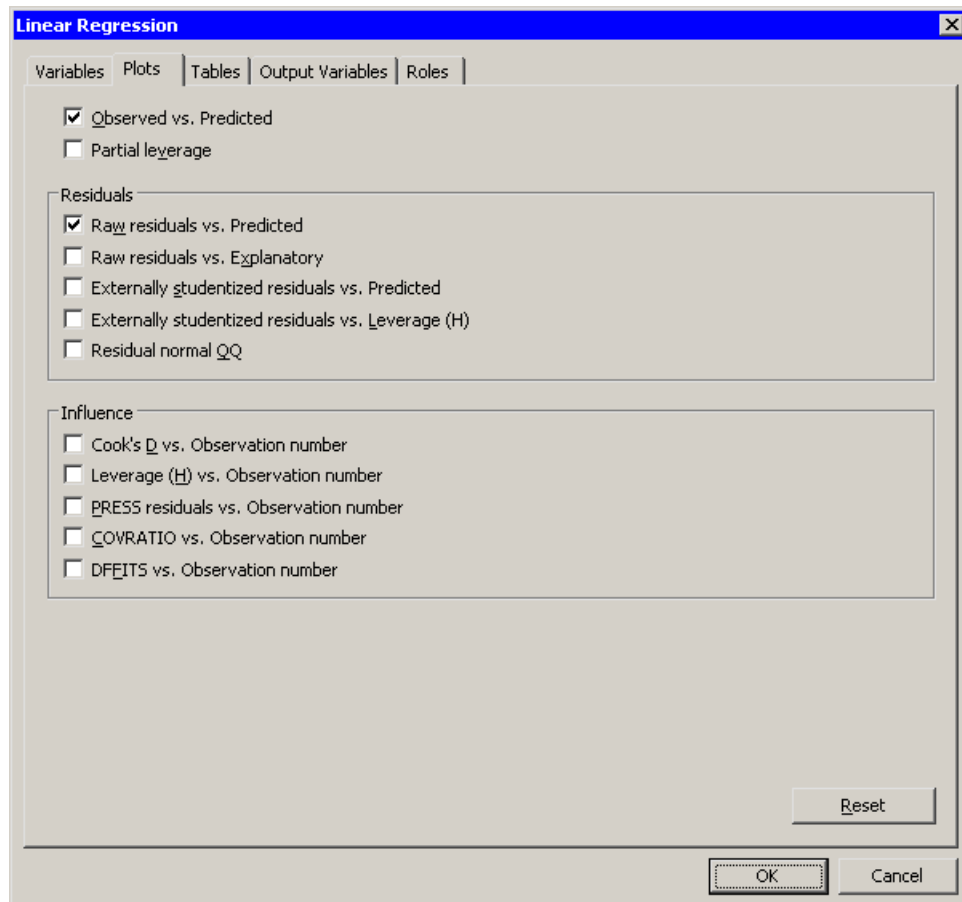 Linear Regression
Variables Plots Tables Output Variables Roles
Observed vs. Predicted
Partial leverage
Residuals
Raw residuals vs. Predicted
Raw residuals vs. Explanatory
Externally studentized residuals vs. Predicted
Externally studentized residuals vs. Leverage (H)
Residual normal QQ
Influence
Cook's D vs. Observation number
Leverage (H) vs. Observation number
PRESS residuals vs. Observation number
COVRATIO vs. Observation number
DFFITS vs. Observation number
Reset
OK Cancel